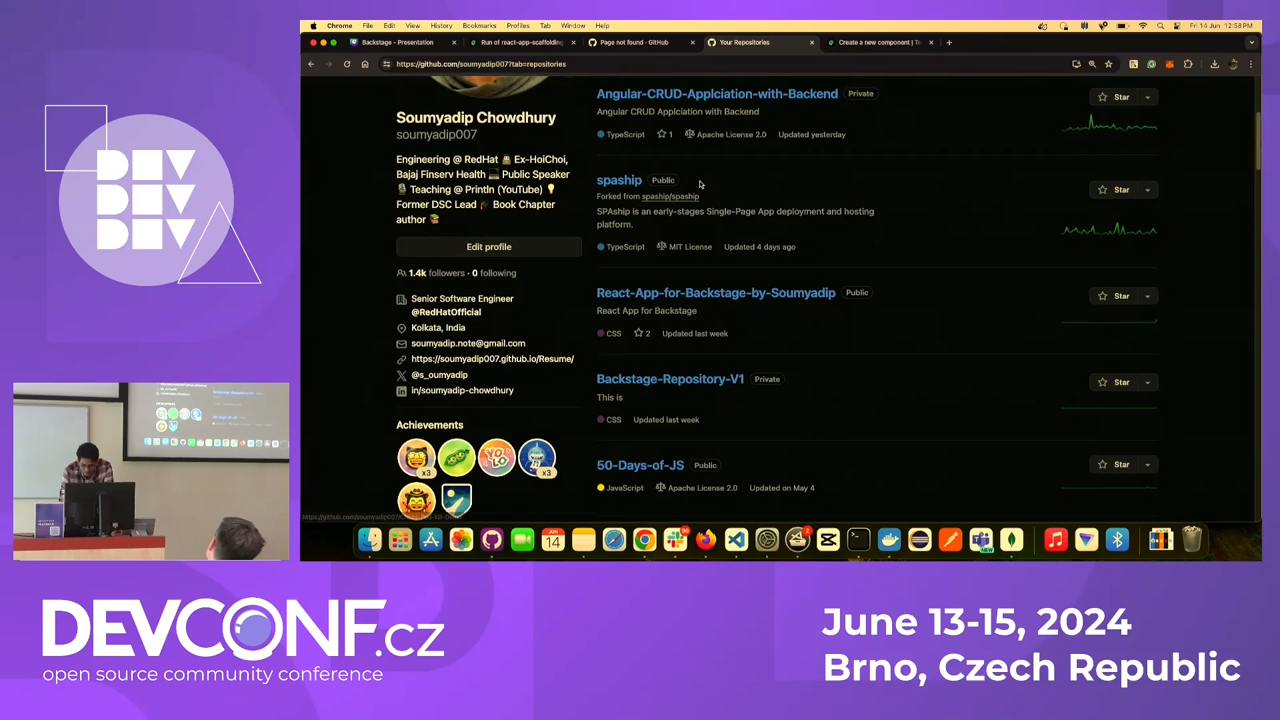 Chrome File Edit View History Bookmarks Profiles Tab Window Help
Fri 14 Jun 12:58 PM
Backstage - Presentation
Run of react-app-scaffolding
Page not found · GitHub
Your Repositories
Create a new component | Te
https://github.com/soumyadip007?tab=repositories
Soumyadip Chowdhury
soumyadip007
Engineering @ RedHat Ex-HoiChoi,
Bajaj Finserv Health Public Speaker
Teaching @ Println (YouTube)
Former DSC Lead Book Chapter
author
Edit profile
1.4k followers · 0 following
Senior Software Engineer
@RedHatOfficial
Kolkata, India
soumyadip.note@gmail.com
https://soumyadip007.github.io/Resume/
@s_oumyadip
in/soumyadip-chowdhury
Achievements
x3
x3
Angular-CRUD-Applciation-with-Backend Private
Angular CRUD Applciation with Backend
TypeScript 1 Apache License 2.0 Updated yesterday
Star
spaship Public
Forked from spaship/spaship
SPAship is an early-stages Single-Page App deployment and hosting
platform.
TypeScript MIT License Updated 4 days ago
Star
React-App-for-Backstage-by-Soumyadip Public
React App for Backstage
CSS 2 Updated last week
Star
Backstage-Repository-V1 Private
This is
CSS Updated last week
Star
50-Days-of-JS Public
JavaScript Apache License 2.0 Updated on May 4
Star
DEV
DEV
DEV
DEVCONF.cz
open source community conference
June 13-15, 2024
Brno, Czech Republic